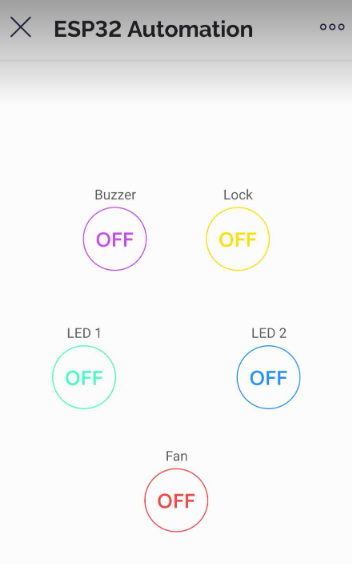 ESP32 Automation
Buzzer
Lock
OFF
OFF
LED 1
LED 2
OFF
OFF
Fan
OFF